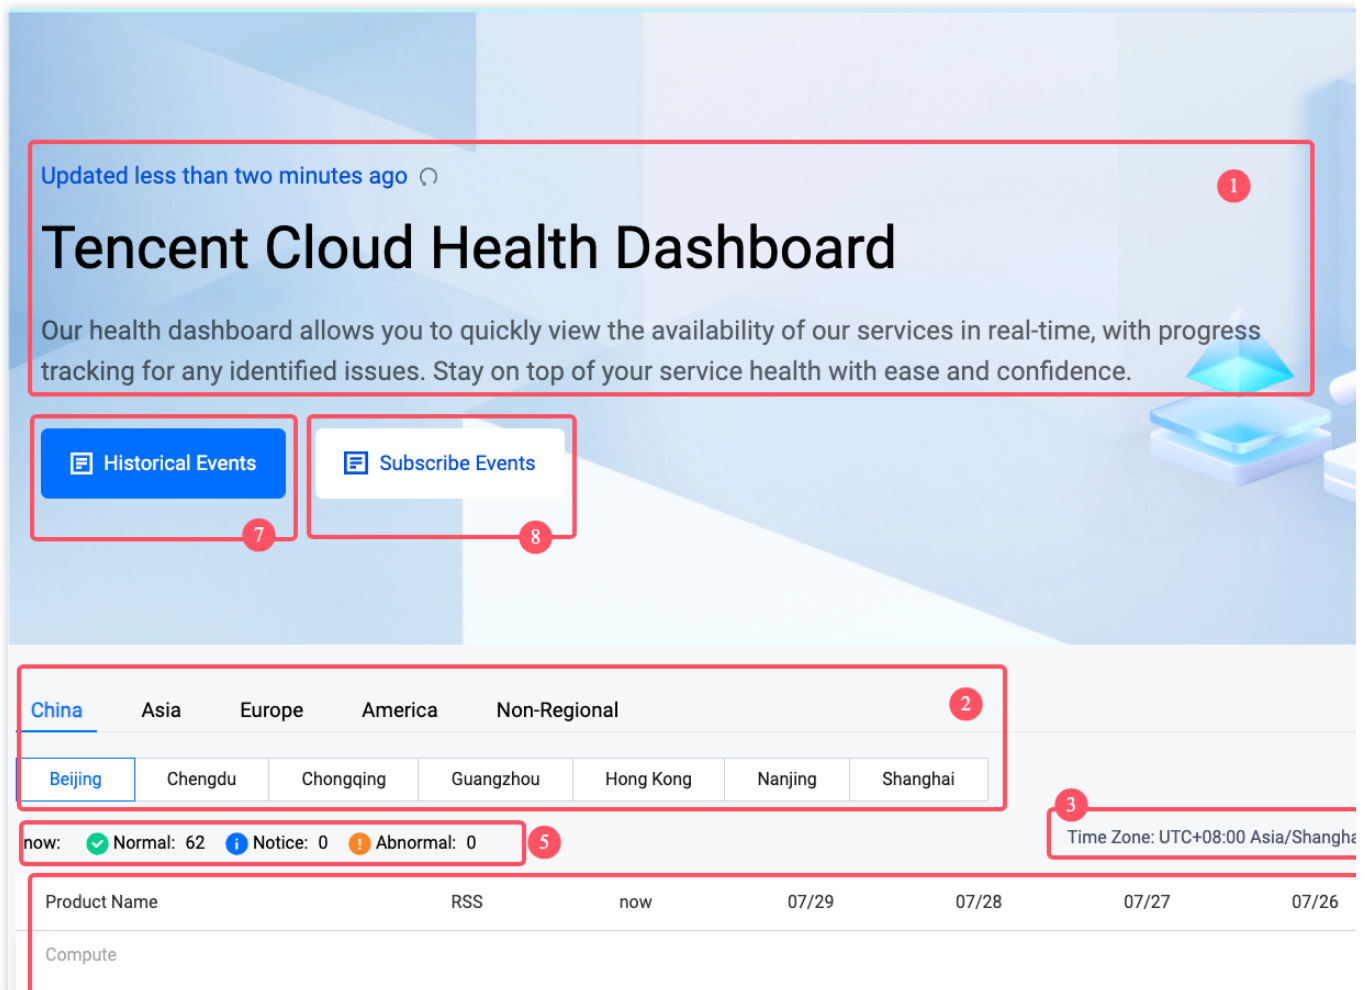 Updated less than two minutes ago
1
Tencent Cloud Health Dashboard
Our health dashboard allows you to quickly view the availability of our services in real-time, with progress
tracking for any identified issues. Stay on top of your service health with ease and confidence.
Historical Events
Subscribe Events
7
8
China Asia Europe America Non-Regional
2
Beijing Chengdu Chongqing Guangzhou Hong Kong Nanjing Shanghai
3
now: Normal: 62 Notice: 0 Abnormal: 0
5
Time Zone: UTC+08:00 Asia/Shangha
Product Name RSS now 07/29 07/28 07/27 07/26
Compute